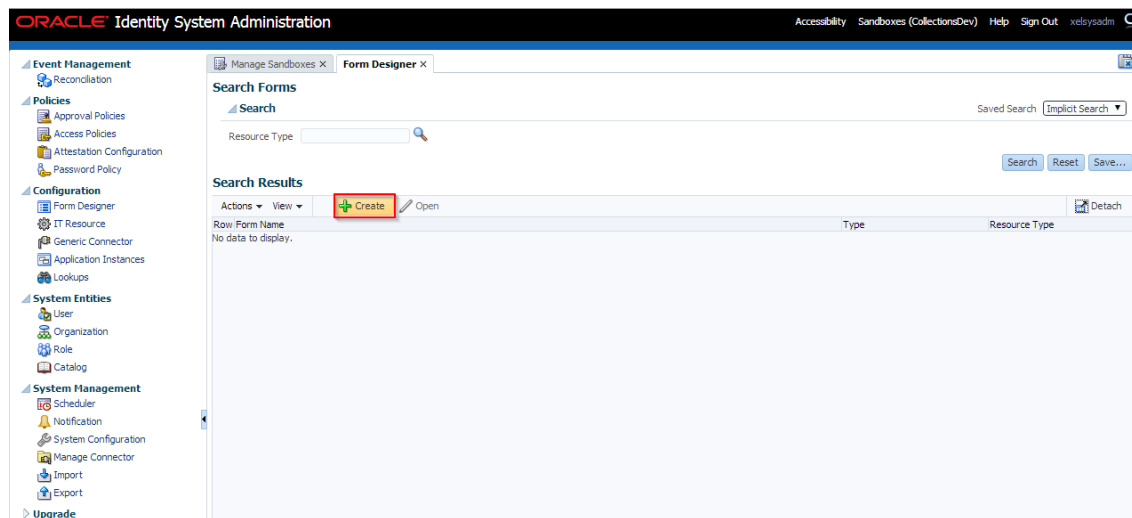 ORACLE Identity System Administration
Accessibility Sandboxes (CollectionsDev) Help Sign Out xelsysadm
Event Management
Reconciliation
Policies
Approval Policies
Access Policies
Attestation Configuration
Password Policy
Configuration
Form Designer
IT Resource
Generic Connector
Application Instances
Lookups
System Entities
User
Organization
Role
Catalog
System Management
Scheduler
Notification
System Configuration
Manage Connector
Import
Export
Upgrade
Manage Sandboxes × Form Designer ×
Search Forms
Search
Saved Search Implicit Search
Resource Type
Search Reset Save...
Search Results
Actions View Create Open Detach
Row Form Name Type Resource Type
No data to display.